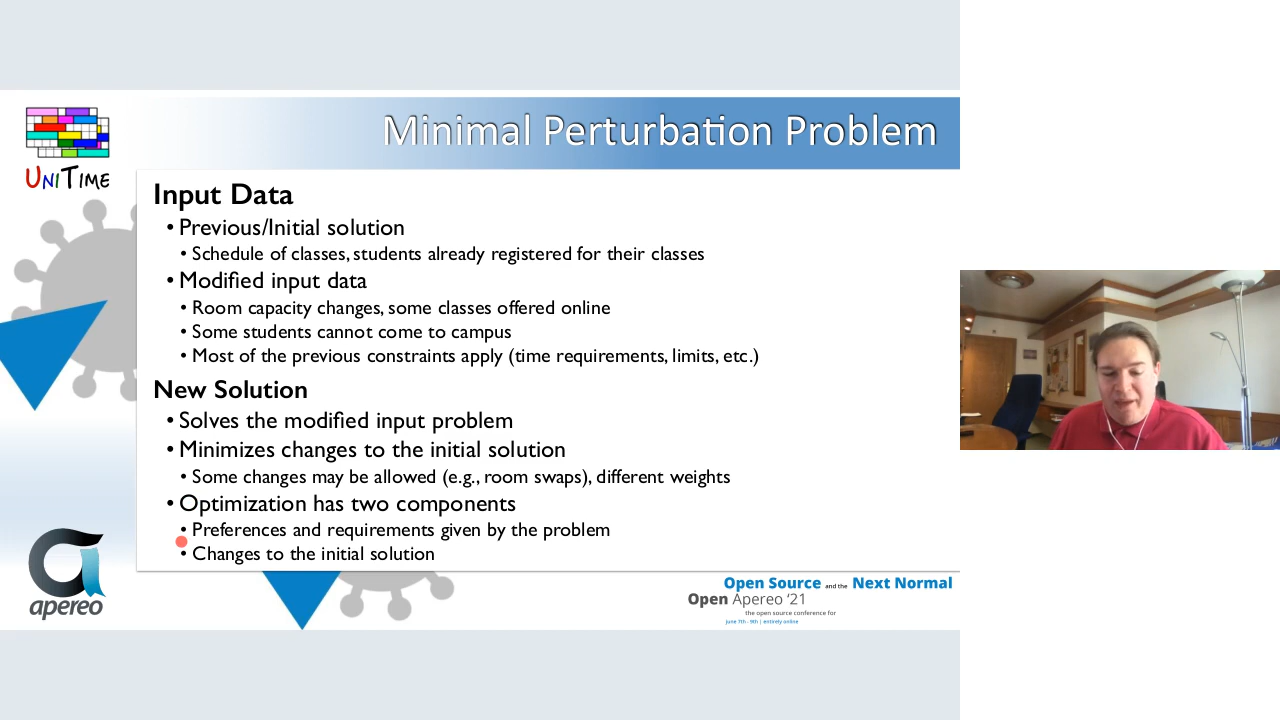 Minimal Perturbation Problem
UNITIME
Input Data
• Previous/Initial solution
• Schedule of classes, students already registered for their classes
• Modified input data
• Room capacity changes, some classes offered online
• Some students cannot come to campus
• Most of the previous constraints apply (time requirements, limits, etc.)
New Solution
• Solves the modified input problem
• Minimizes changes to the initial solution
• Some changes may be allowed (e.g., room swaps), different weights
• Optimization has two components
• Preferences and requirements given by the problem
• Changes to the initial solution
apereo
Open Source and the Next Normal
Open Apereo ‘21
the open source conference for
June 7th - 9th | entirely online